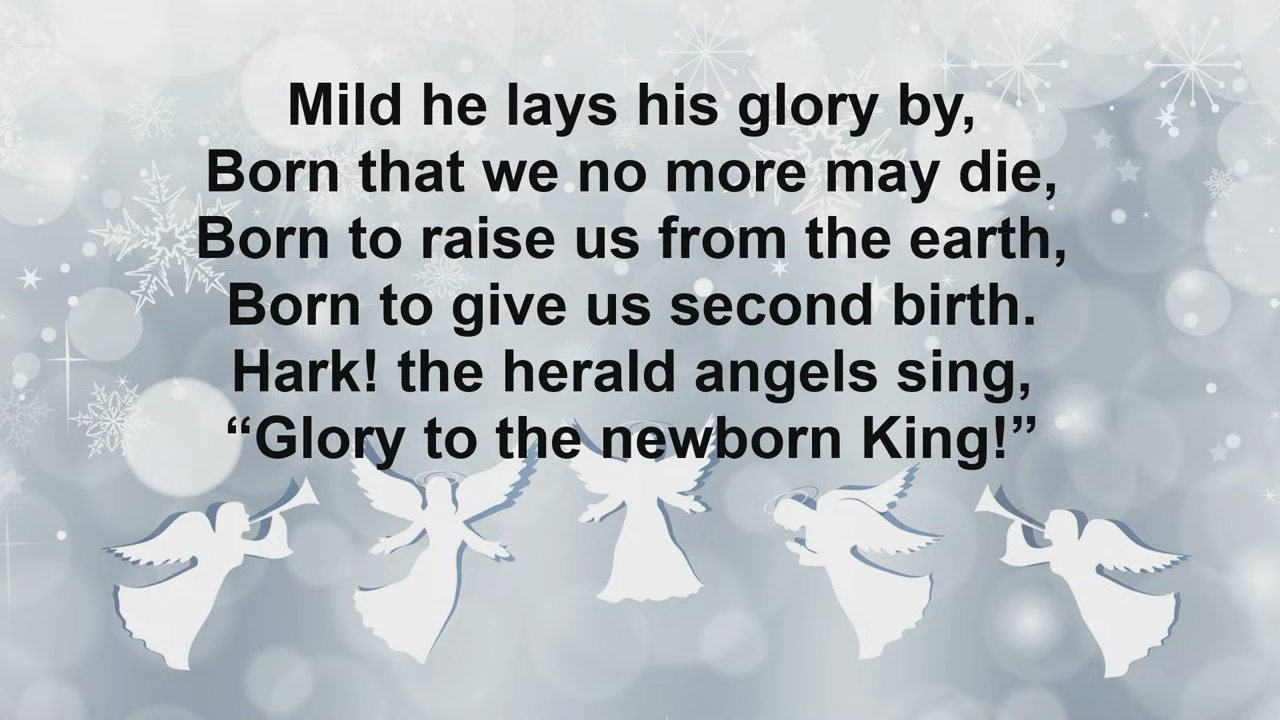 Mild he lays his glory by,
Born that we no more may die,
Born to raise us from the earth,
Born to give us second birth.
Hark! the herald angels sing,
“Glory to the newborn King!”